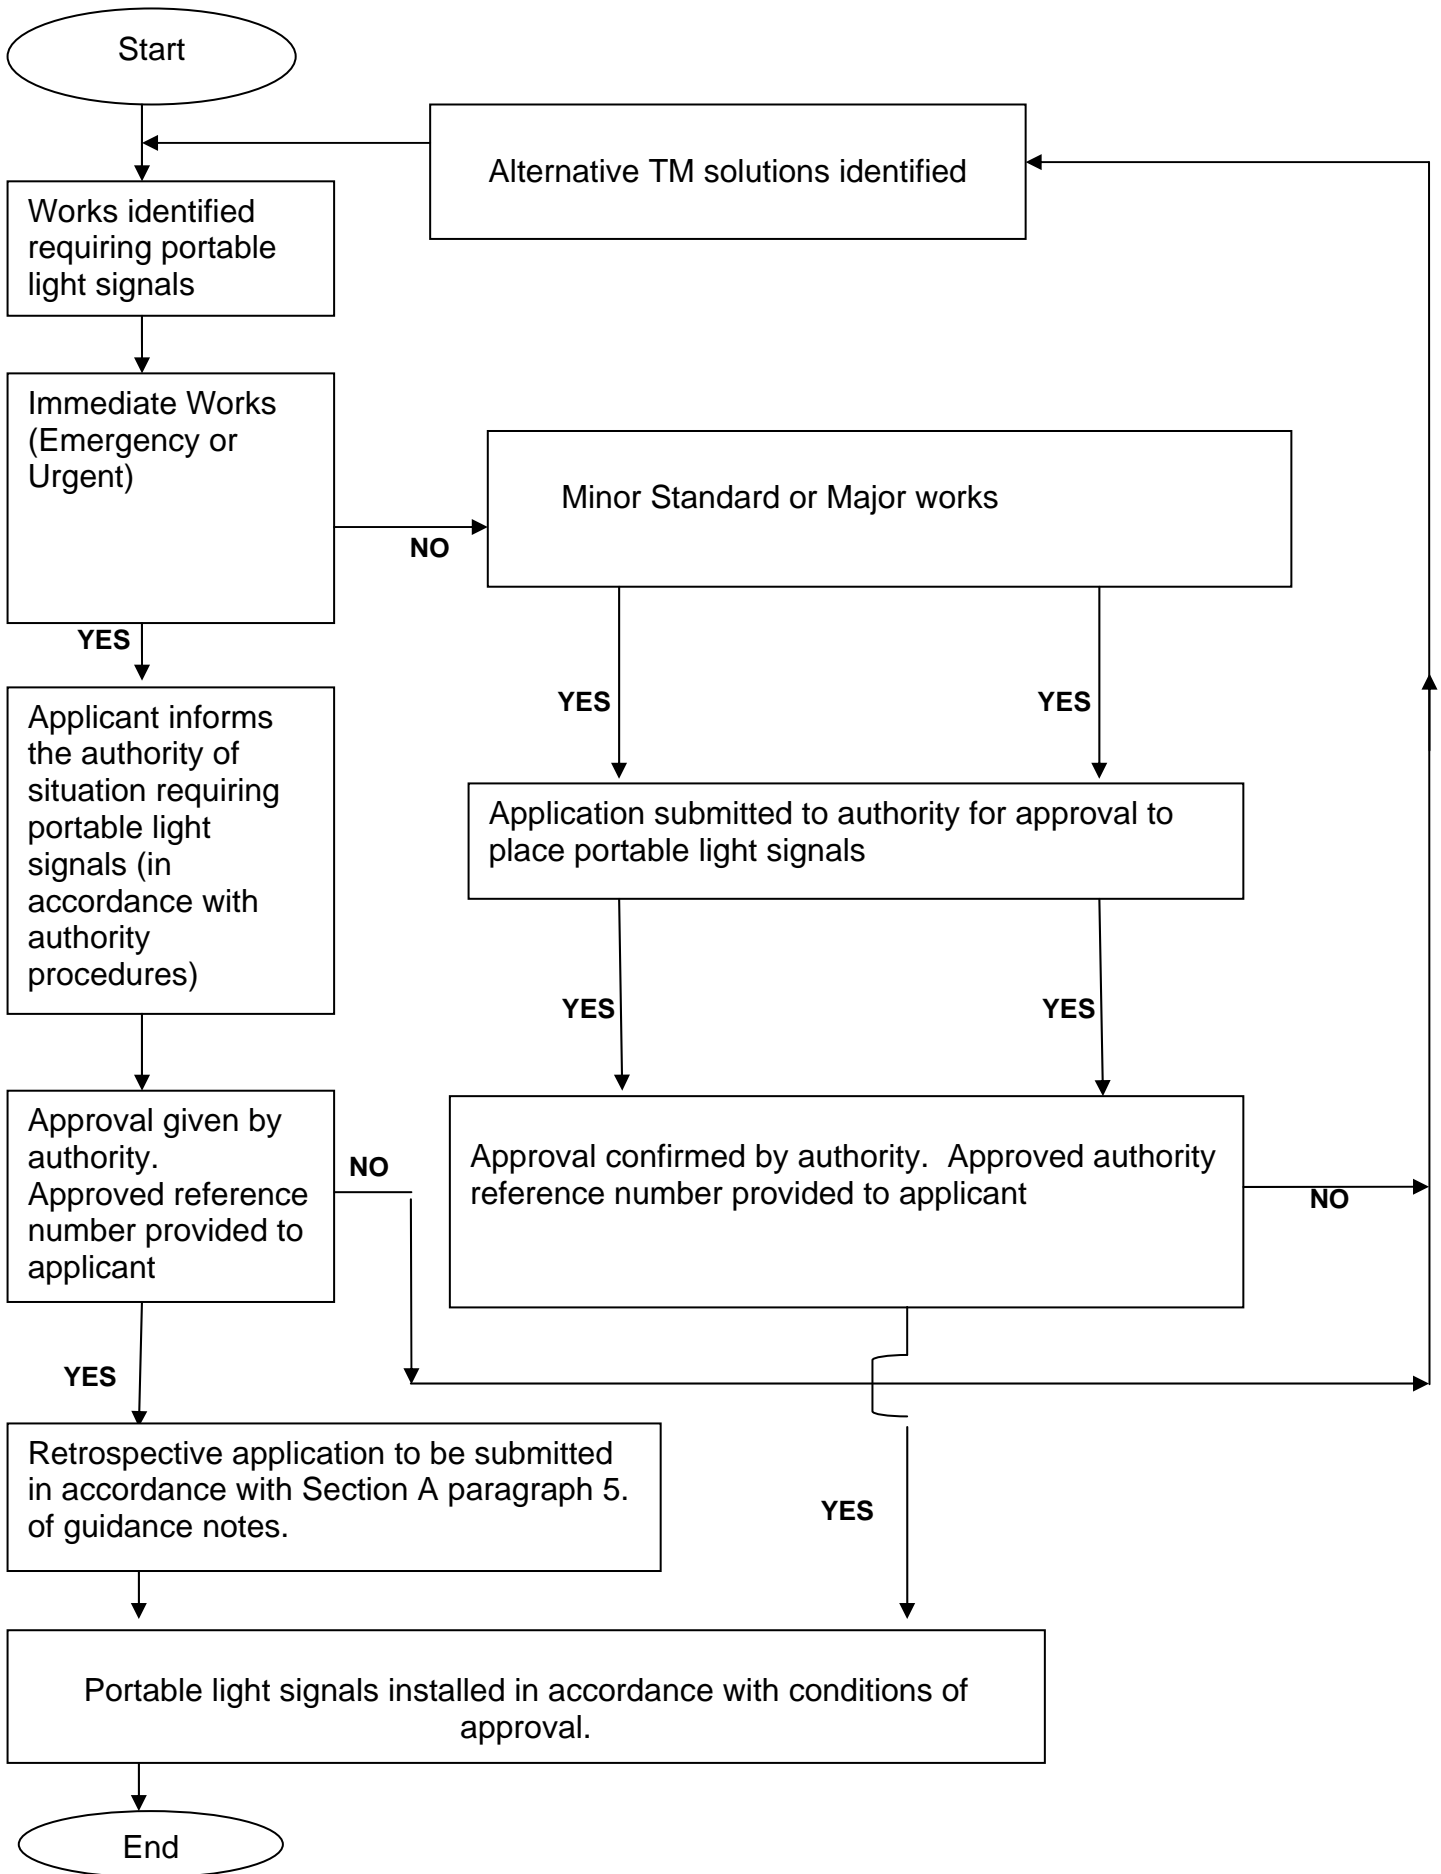 Start
Alternative TM solutions identified
Works identified
requiring portable
light signals
Immediate Works
(Emergency or
Urgent)
NO
Minor Standard or Major works
YES
YES
YES
Applicant informs
the authority of
situation requiring
portable light
signals (in
accordance with
authority
procedures)
Application submitted to authority for approval to
place portable light signals
YES
YES
Approval given by
authority.
Approved reference
number provided to
applicant
NO
Approval confirmed by authority.  Approved authority
reference number provided to applicant
NO
YES
Retrospective application to be submitted
in accordance with Section A paragraph 5.
of guidance notes.
YES
Portable light signals installed in accordance with conditions of
approval.
End